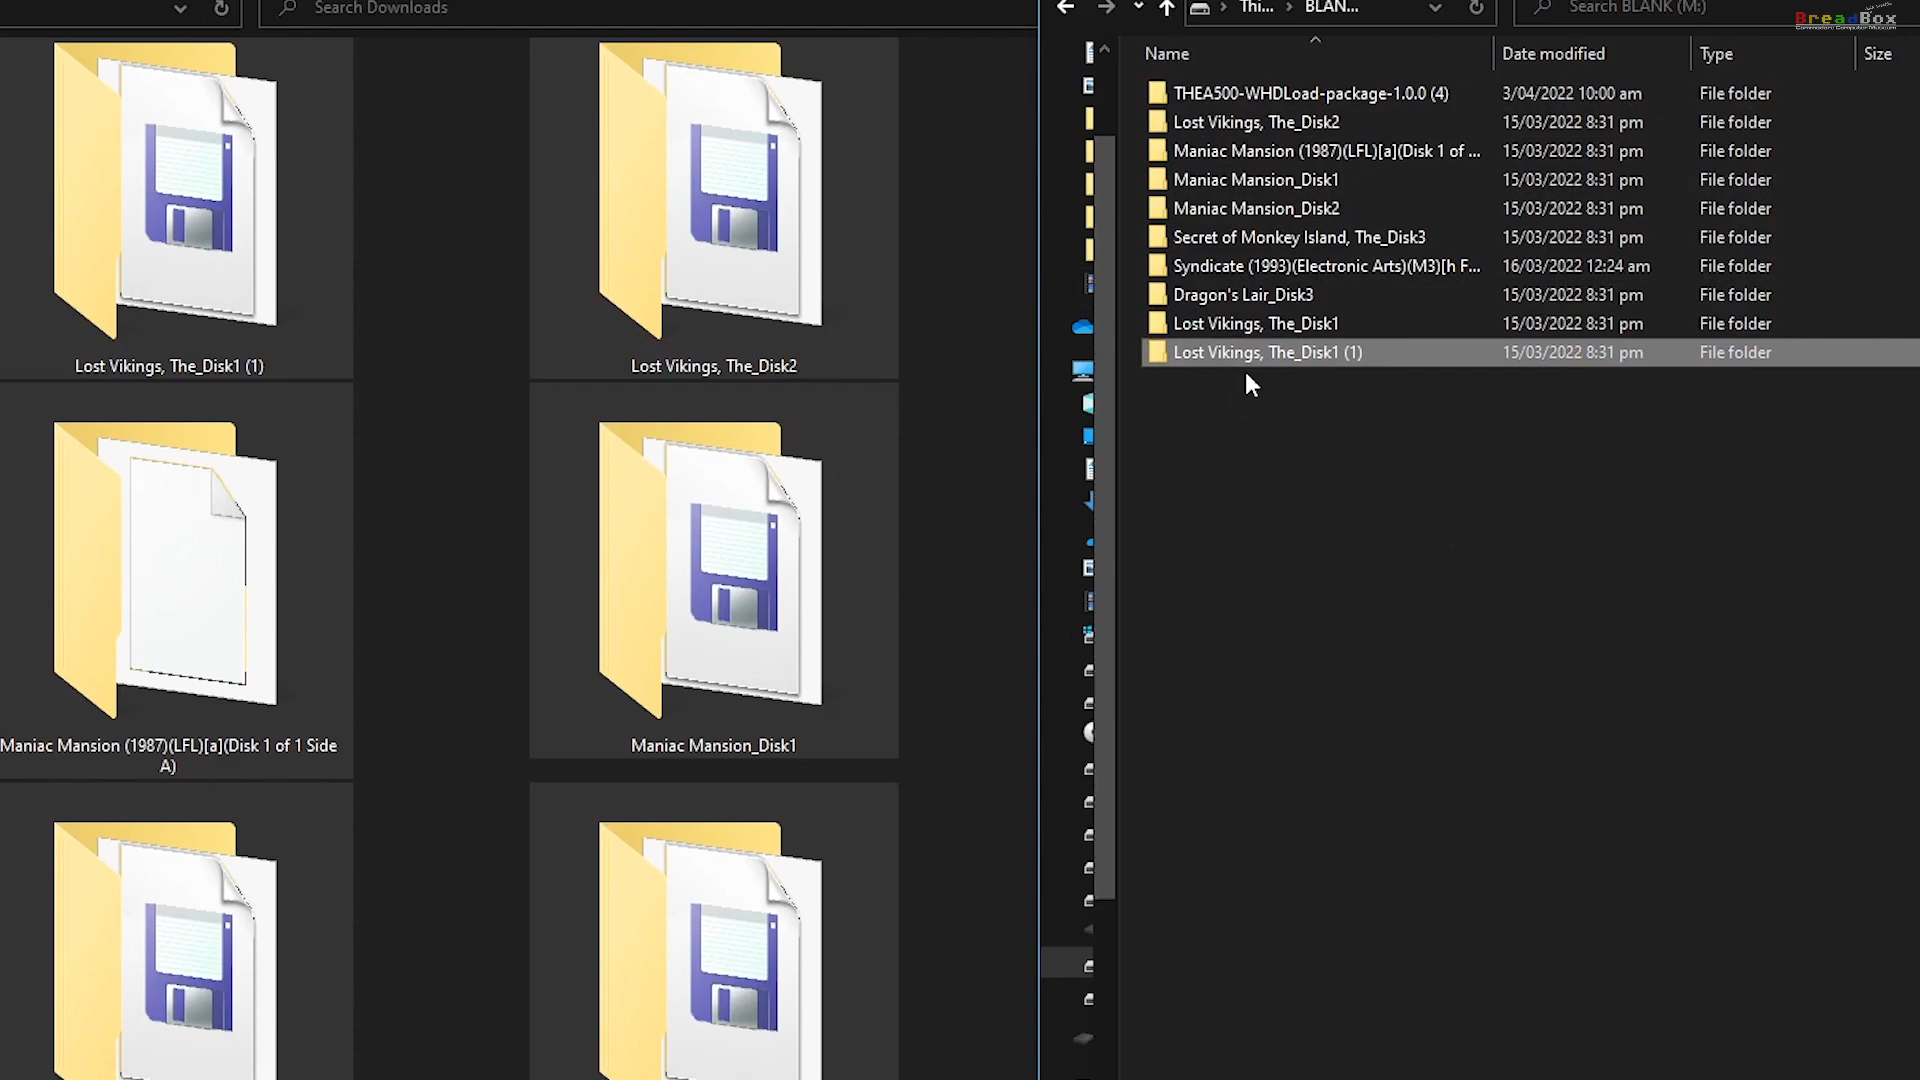 Search Downloads
Thi... > BLAN...
Search BLANK (M:)
BreadBox
Commodore Computer Museum
Lost Vikings, The_Disk1 (1)
Lost Vikings, The_Disk2
Maniac Mansion (1987)(LFL)[a](Disk 1 of 1 Side
A)
Maniac Mansion_Disk1
Name Date modified Type Size
THEA500-WHDLoad-package-1.0.0 (4) 3/04/2022 10:00 am File folder
Lost Vikings, The_Disk2 15/03/2022 8:31 pm File folder
Maniac Mansion (1987)(LFL)[a](Disk 1 of ... 15/03/2022 8:31 pm File folder
Maniac Mansion_Disk1 15/03/2022 8:31 pm File folder
Maniac Mansion_Disk2 15/03/2022 8:31 pm File folder
Secret of Monkey Island, The_Disk3 15/03/2022 8:31 pm File folder
Syndicate (1993)(Electronic Arts)(M3)[h F... 16/03/2022 12:24 am File folder
Dragon's Lair_Disk3 15/03/2022 8:31 pm File folder
Lost Vikings, The_Disk1 15/03/2022 8:31 pm File folder
Lost Vikings, The_Disk1 (1) 15/03/2022 8:31 pm File folder